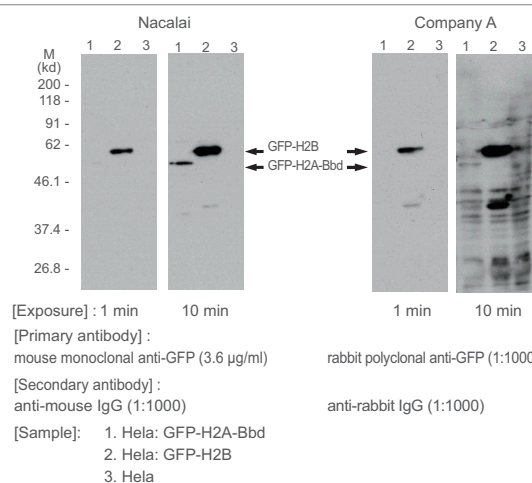 Nacalai Company A
1 2 3 1 2 3 1 2 3 1 2 3
M
(kd)
200 -
118 -
91 -
62 -
GFP-H2B
GFP-H2A-Bbd
46.1 -
37.4 -
26.8 -
[Exposure] : 1 min 10 min 1 min 10 min
[Primary antibody] :
mouse monoclonal anti-GFP (3.6 µg/ml) rabbit polyclonal anti-GFP (1:1000
[Secondary antibody] :
anti-mouse IgG (1:1000) anti-rabbit IgG (1:1000)
[Sample]: 1. Hela: GFP-H2A-Bbd
2. Hela: GFP-H2B
3. Hela